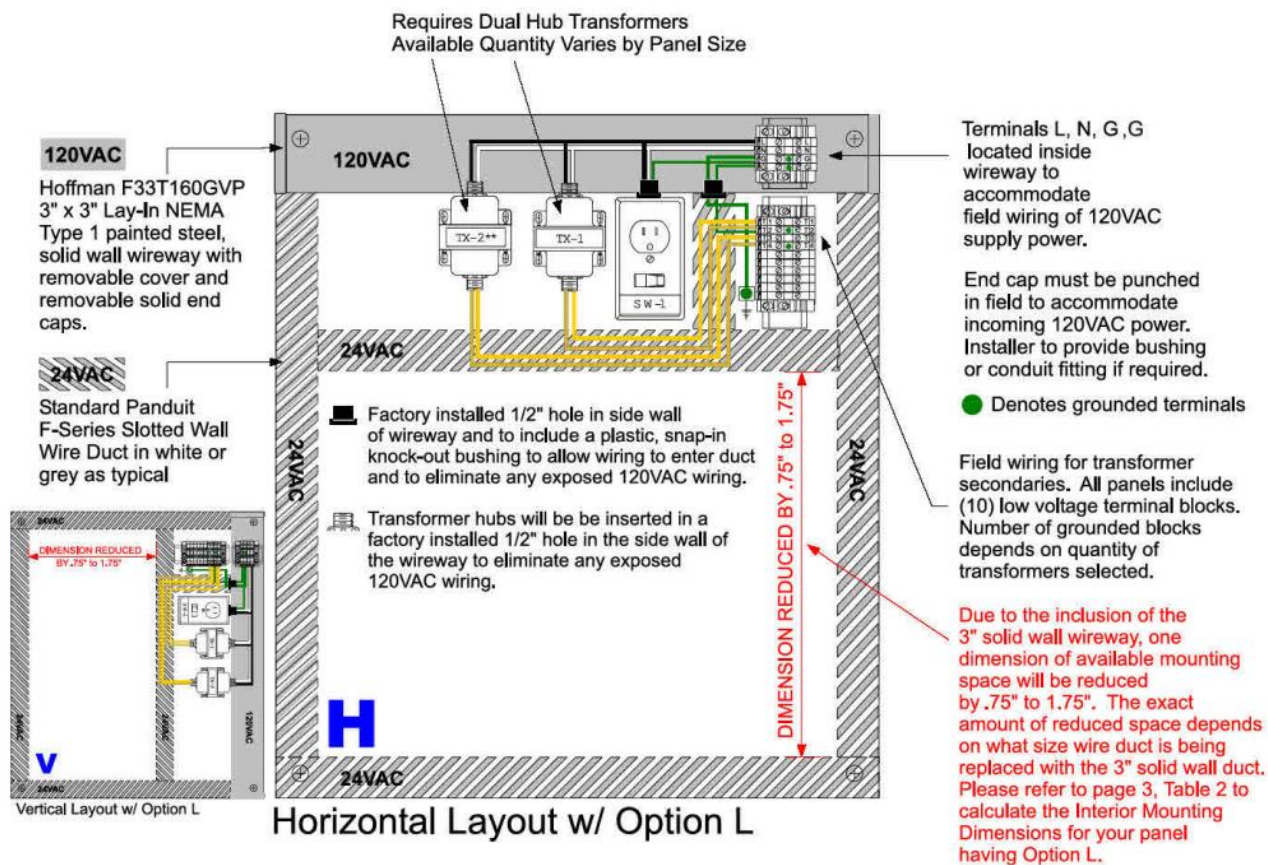 Requires Dual Hub Transformers
Available Quantity Varies by Panel Size
120VAC
Hoffman F33T160GVP
3" x 3" Lay-In NEMA
Type 1 painted steel,
solid wall wireway with
removable cover and
removable solid end
caps.
24VAC
Standard Panduit
F-Series Slotted Wall
Wire Duct in white or
grey as typical
120VAC
TX-2**
TX-1
SW-1
24VAC
24VAC
24VAC
24VAC
Factory installed 1/2" hole in side wall
of wireway and to include a plastic, snap-in
knock-out bushing to allow wiring to enter duct
and to eliminate any exposed 120VAC wiring.
Transformer hubs will be be inserted in a
factory installed 1/2" hole in the side wall of
the wireway to eliminate any exposed
120VAC wiring.
DIMENSION REDUCED BY .75" to 1.75"
H
Horizontal Layout w/ Option L
Terminals L, N, G ,G
located inside
wireway to
accommodate
field wiring of 120VAC
supply power.
End cap must be punched
in field to accommodate
incoming 120VAC power.
Installer to provide bushing
or conduit fitting if required.
Denotes grounded terminals
Field wiring for transformer
secondaries. All panels include
(10) low voltage terminal blocks.
Number of grounded blocks
depends on quantity of
transformers selected.
Due to the inclusion of the
3" solid wall wireway, one
dimension of available mounting
space will be reduced
by .75" to 1.75". The exact
amount of reduced space depends
on what size wire duct is being
replaced with the 3" solid wall duct.
Please refer to page 3, Table 2 to
calculate the Interior Mounting
Dimensions for your panel
having Option L.
24VAC
DIMENSION REDUCED
BY .75" to 1.75"
24VAC
24VAC
120VAC
V
24VAC
Vertical Layout w/ Option L